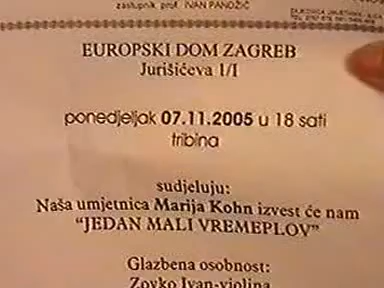 zastupnik prof. IVAN PANDŽIĆ
EUROPSKI DOM ZAGREB
Jurišićeva 1/I
ponedjeljak 07.11.2005 u 18 sati
tribina
sudjeluju:
Naša umjetnica Marija Kohn izvest će nam
"JEDAN MALI VREMEPLOV"
Glazbena osobnost:
Zovko Ivan-violina